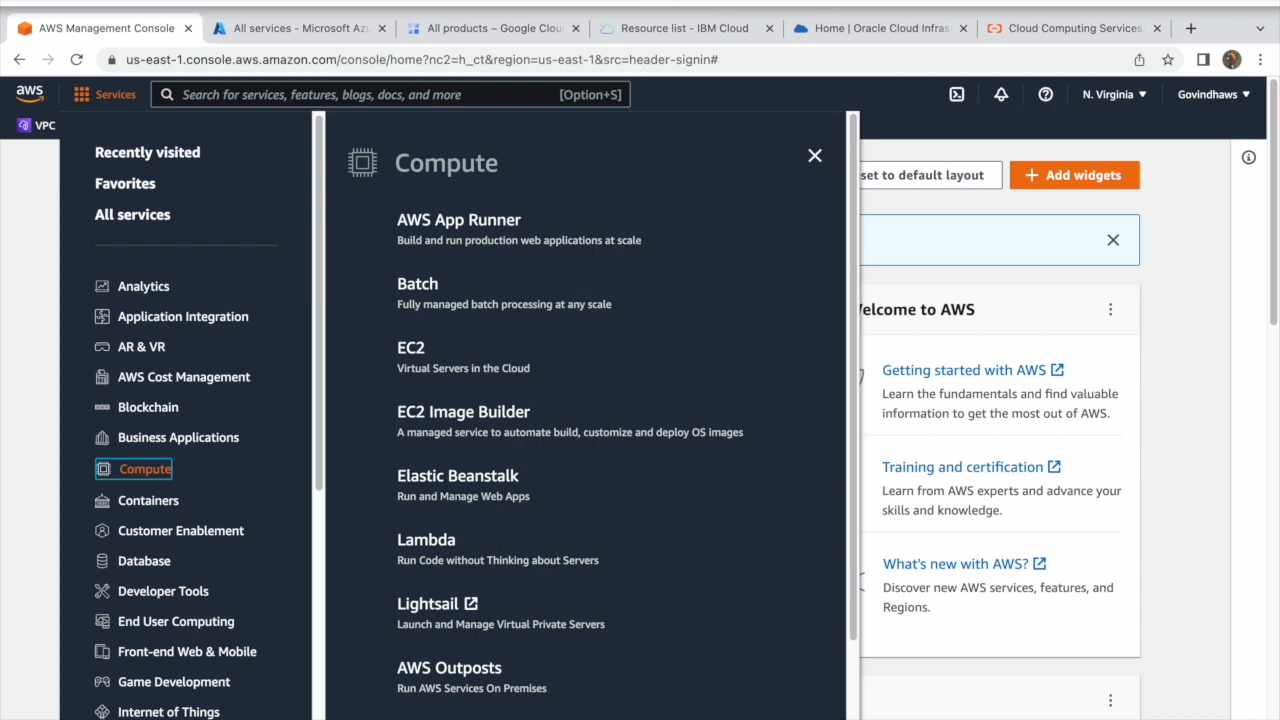 AWS Management Console
All services - Microsoft Azu
All products – Google Clou
Resource list - IBM Cloud
Home | Oracle Cloud Infras
Cloud Computing Services
us-east-1.console.aws.amazon.com/console/home?nc2=h_ct&region=us-east-1&src=header-signin#
aws
Services
Search for services, features, blogs, docs, and more
[Option+S]
N. Virginia
Govindhaws
VPC
Recently visited
Favorites
All services
Analytics
Application Integration
AR & VR
AWS Cost Management
Blockchain
Business Applications
Compute
Containers
Customer Enablement
Database
Developer Tools
End User Computing
Front-end Web & Mobile
Game Development
Internet of Things
Compute
AWS App Runner
Build and run production web applications at scale
Batch
Fully managed batch processing at any scale
EC2
Virtual Servers in the Cloud
EC2 Image Builder
A managed service to automate build, customize and deploy OS images
Elastic Beanstalk
Run and Manage Web Apps
Lambda
Run Code without Thinking about Servers
Lightsail
Launch and Manage Virtual Private Servers
AWS Outposts
Run AWS Services On Premises
set to default layout
+ Add widgets
elcome to AWS
Getting started with AWS
Learn the fundamentals and find valuable
information to get the most out of AWS.
Training and certification
Learn from AWS experts and advance your
skills and knowledge.
What's new with AWS?
Discover new AWS services, features, and
Regions.